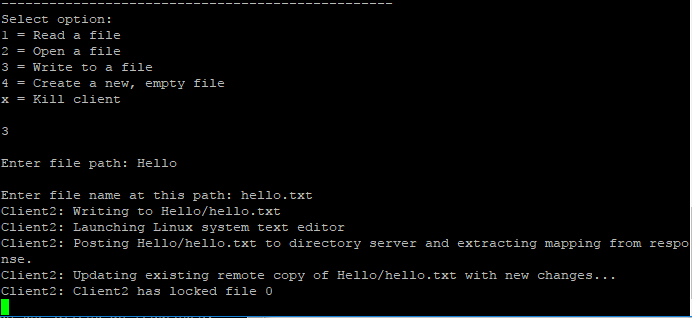 -------------------------------------------------
Select option:
1 = Read a file
2 = Open a file
3 = Write to a file
4 = Create a new, empty file
x = Kill client
3
Enter file path: Hello
Enter file name at this path: hello.txt
Client2: Writing to Hello/hello.txt
Client2: Launching Linux system text editor
Client2: Posting Hello/hello.txt to directory server and extracting mapping from respo
nse.
Client2: Updating existing remote copy of Hello/hello.txt with new changes...
Client2: Client2 has locked file 0